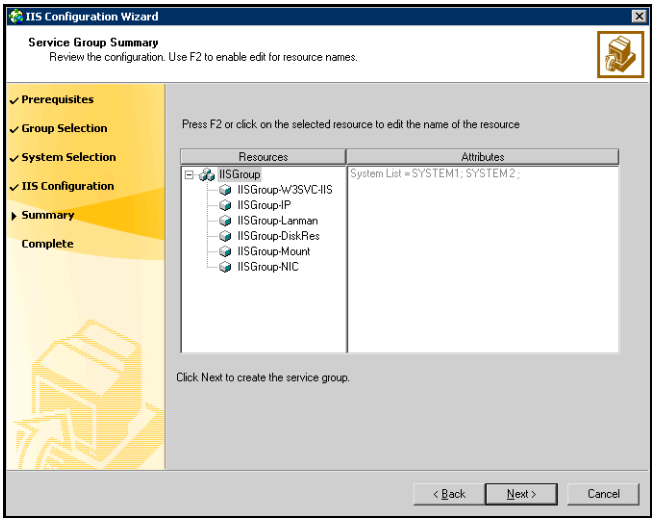 IIS Configuration Wizard
Service Group Summary
Review the configuration. Use F2 to enable edit for resource names.
Prerequisites
Group Selection
System Selection
IIS Configuration
Summary
Complete
Press F2 or click on the selected resource to edit the name of the resource
Resources Attributes
IISGroup System List = SYSTEM1; SYSTEM2 ;
IISGroup-W3SVC-IIS
IISGroup-IP
IISGroup-Lanman
IISGroup-DiskRes
IISGroup-Mount
IISGroup-NIC
Click Next to create the service group.
< Back Next > Cancel